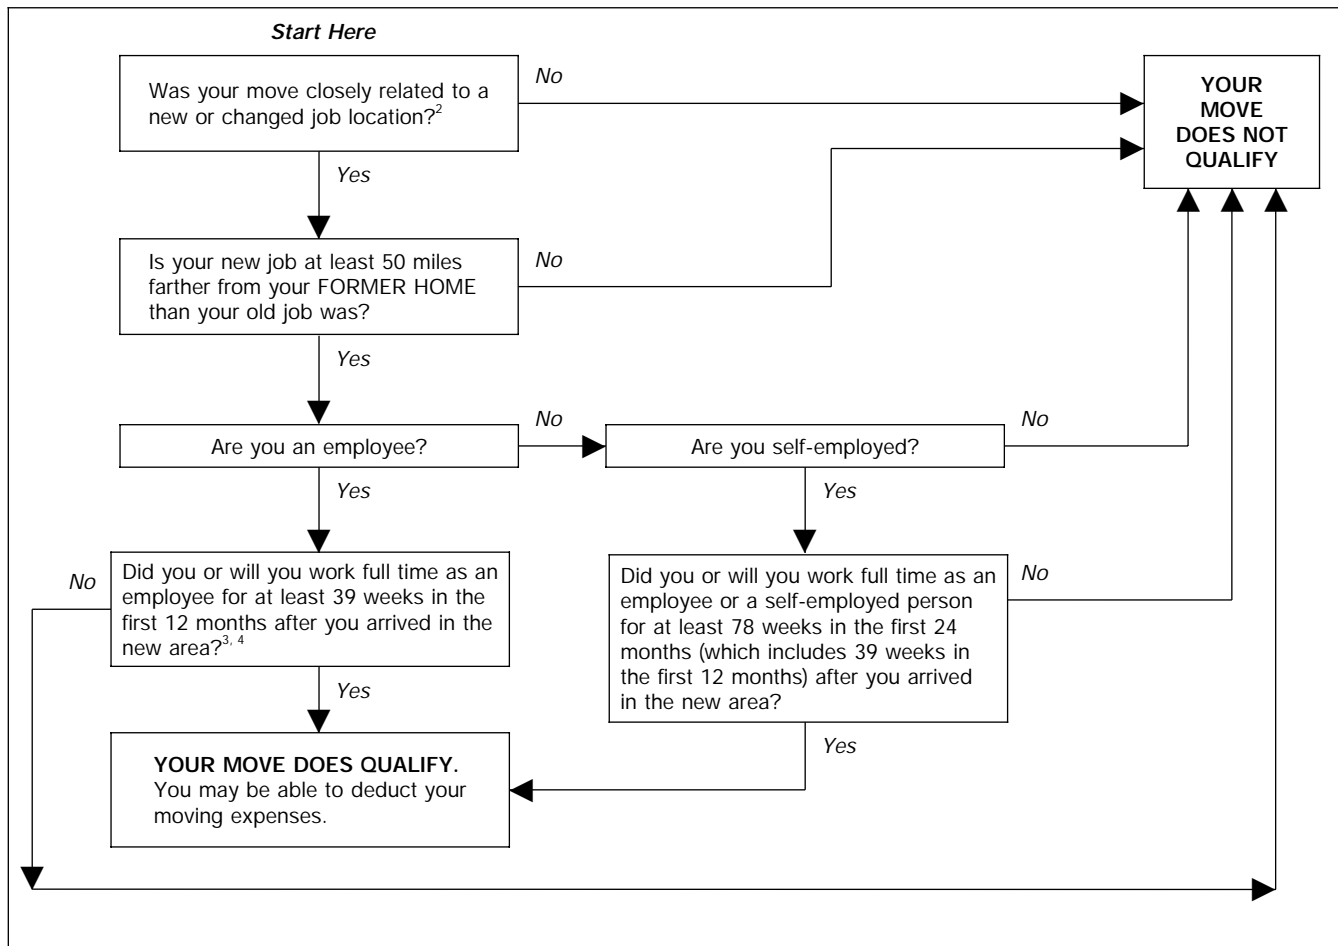 Start Here
Was your move closely related to a
new or changed job location?2
No
YOUR
MOVE
DOES NOT
QUALIFY
Yes
Is your new job at least 50 miles
farther from your FORMER HOME
than your old job was?
No
Yes
Are you an employee?
No
Are you self-employed?
No
Yes
Yes
No
Did you or will you work full time as an
employee for at least 39 weeks in the
first 12 months after you arrived in the
new area?3, 4
Did you or will you work full time as an
employee or a self-employed person
for at least 78 weeks in the first 24
months (which includes 39 weeks in
the first 12 months) after you arrived
in the new area?
No
Yes
Yes
YOUR MOVE DOES QUALIFY.
You may be able to deduct your
moving expenses.